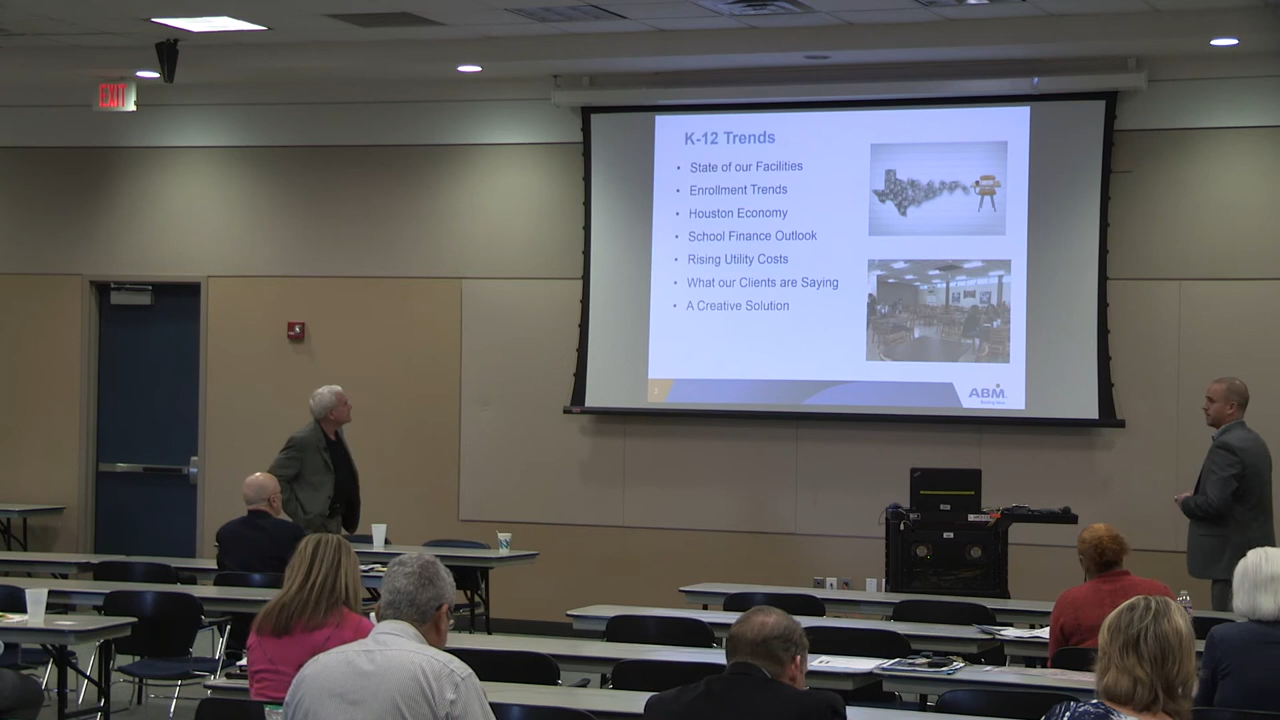 EXIT
K-12 Trends
• State of our Facilities
• Enrollment Trends
• Houston Economy
• School Finance Outlook
• Rising Utility Costs
• What our Clients are Saying
• A Creative Solution
ABM